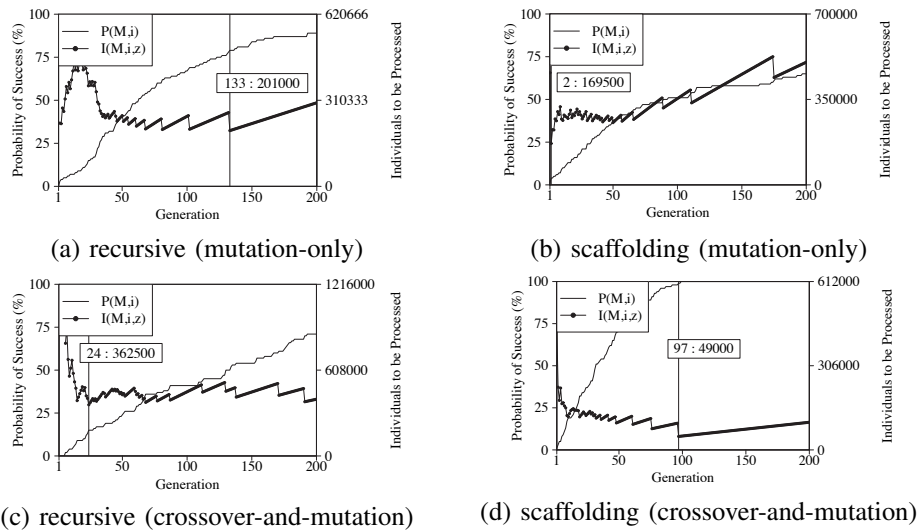 100
75
50
25
0
Probability of Success (%)
P(M,i)
I(M,i,z)
133 : 201000
620666
310333
0
Individuals to be Processed
1
50
100
150
200
Generation
(a) recursive (mutation-only)
100
75
50
25
0
Probability of Success (%)
P(M,i)
I(M,i,z)
2 : 169500
700000
350000
0
Individuals to be Processed
1
50
100
150
200
Generation
(b) scaffolding (mutation-only)
100
75
50
25
0
Probability of Success (%)
P(M,i)
I(M,i,z)
24 : 362500
1216000
608000
0
Individuals to be Processed
1
50
100
150
200
Generation
(c) recursive (crossover-and-mutation)
100
75
50
25
0
Probability of Success (%)
P(M,i)
I(M,i,z)
97 : 49000
612000
306000
0
Individuals to be Processed
1
50
100
150
200
Generation
(d) scaffolding (crossover-and-mutation)